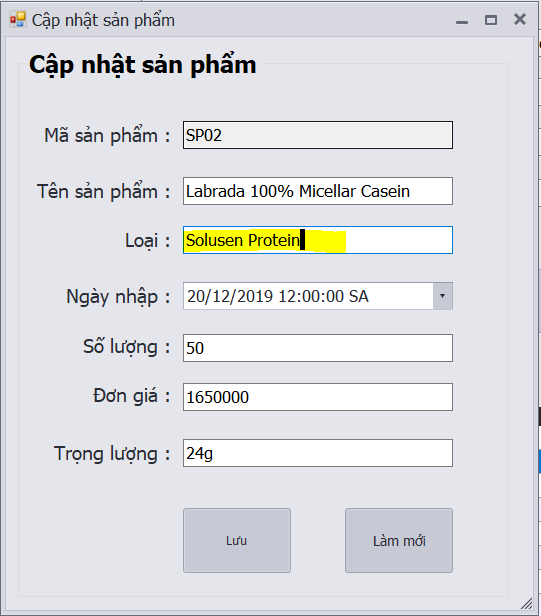 Cập nhật sản phẩm
Cập nhật sản phẩm
Mã sản phẩm : SP02
Tên sản phẩm : Labrada 100% Micellar Casein
Loại : Solusen Protein
Ngày nhập : 20/12/2019 12:00:00 SA
Số lượng : 50
Đơn giá : 1650000
Trọng lượng : 24g
Lưu Làm mới